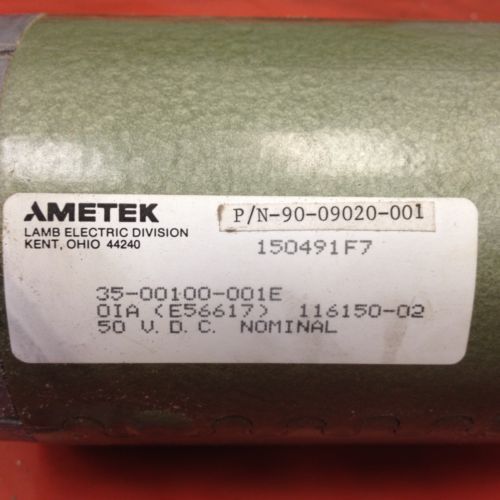 AMETEK
LAMB ELECTRIC DIVISION
KENT, OHIO 44240
P/N-90-09020-001
150491F7
35-00100-001E
OIA (E56617) 116150-02
50 V.D.C. NOMINAL